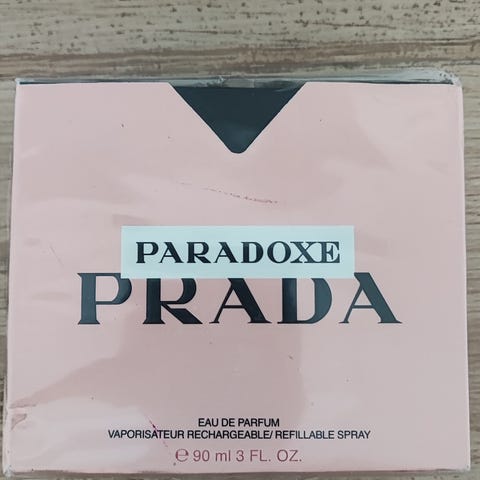 PARADOXE
PRADA
EAU DE PARFUM
VAPORISATEUR RECHARGEABLE/ REFILLABLE SPRAY
℮ 90 ml 3 FL. OZ.